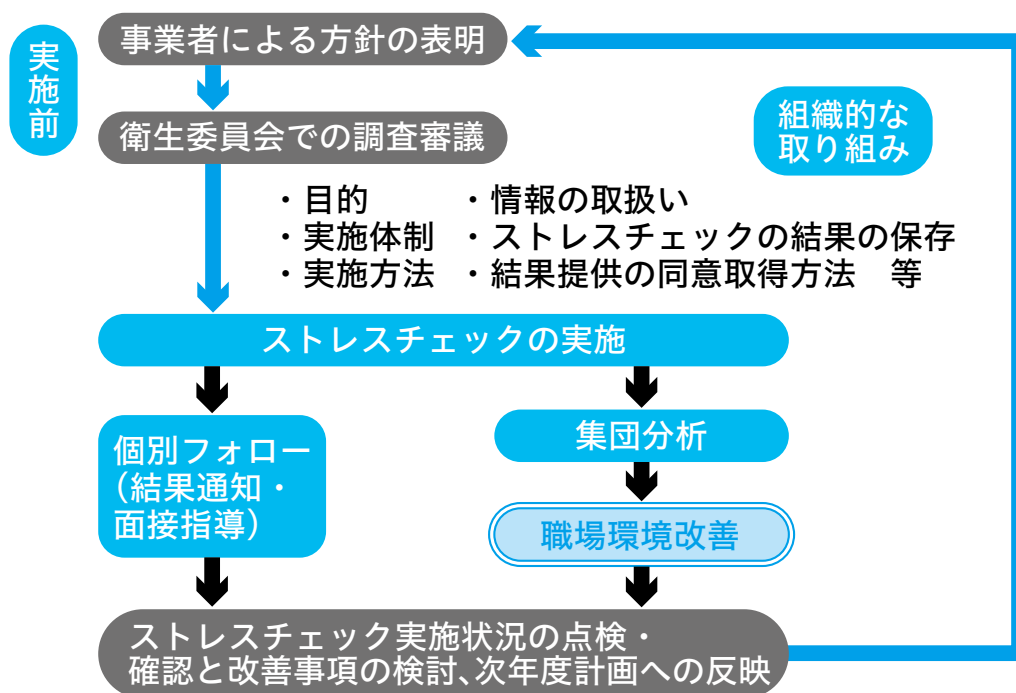 実施前
事業者による方針の表明
衛生委員会での調査審議
組織的な
取り組み
・目的　・情報の取扱い
・実施体制　・ストレスチェックの結果の保存
・実施方法　・結果提供の同意取得方法　等
ストレスチェックの実施
個別フォロー
（結果通知・
面接指導）
集団分析
職場環境改善
ストレスチェック実施状況の点検・
確認と改善事項の検討、次年度計画への反映